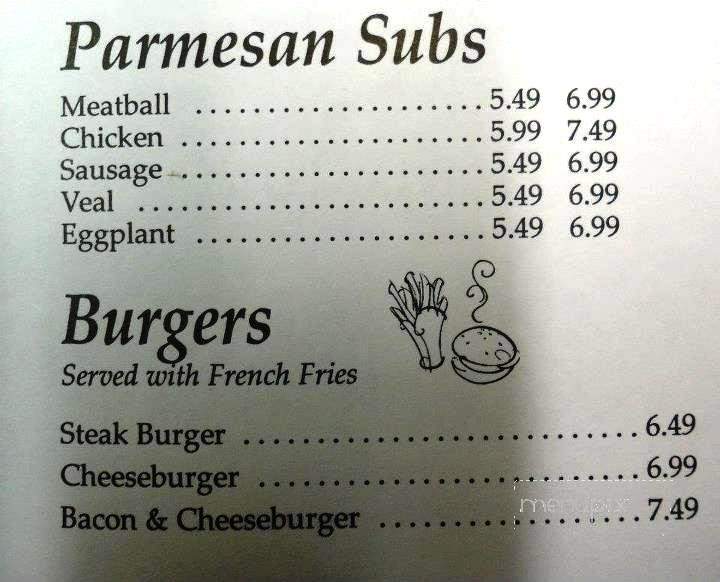 Parmesan Subs
Meatball ........................ 5.49 6.99
Chicken ......................... 5.99 7.49
Sausage ......................... 5.49 6.99
Veal ............................. 5.49 6.99
Eggplant ........................ 5.49 6.99
Burgers
Served with French Fries
Steak Burger ........................... 6.49
Cheeseburger .......................... 6.99
Bacon & Cheeseburger .................. 7.49
menupix